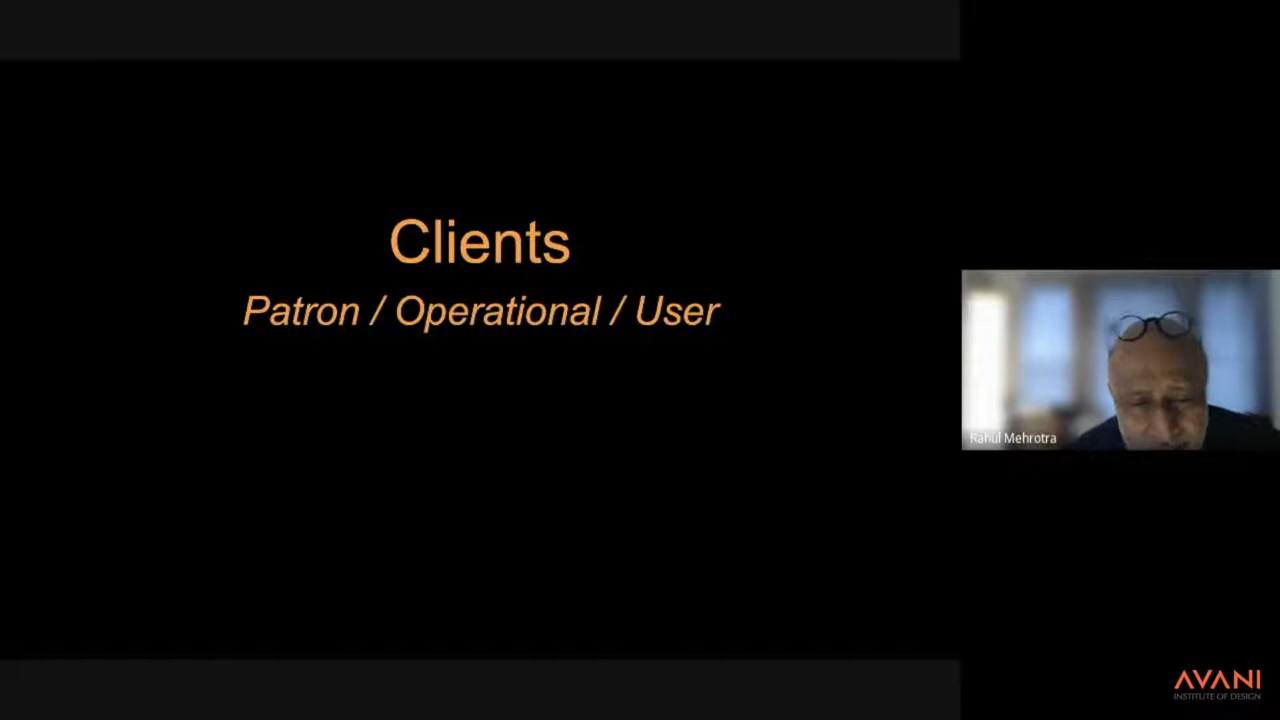 Clients
Patron / Operational / User
Rahul Mehrotra
AVANI
INSTITUTE OF DESIGN